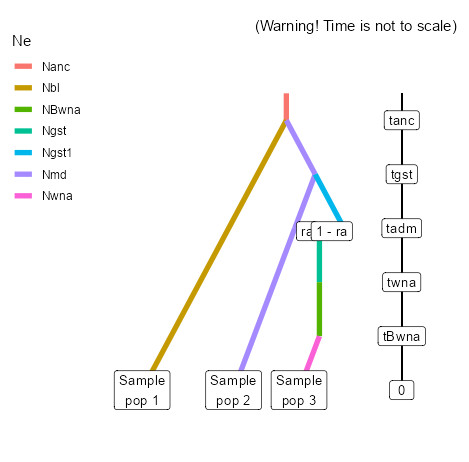 (Warning! Time is not to scale)
Ne
Nanc
Nbl
NBwna
Ngst
Ngst1
Nmd
Nwna
tanc
tgst
ra
1 - ra
tadm
twna
tBwna
Sample
pop 1
Sample
pop 2
Sample
pop 3
0